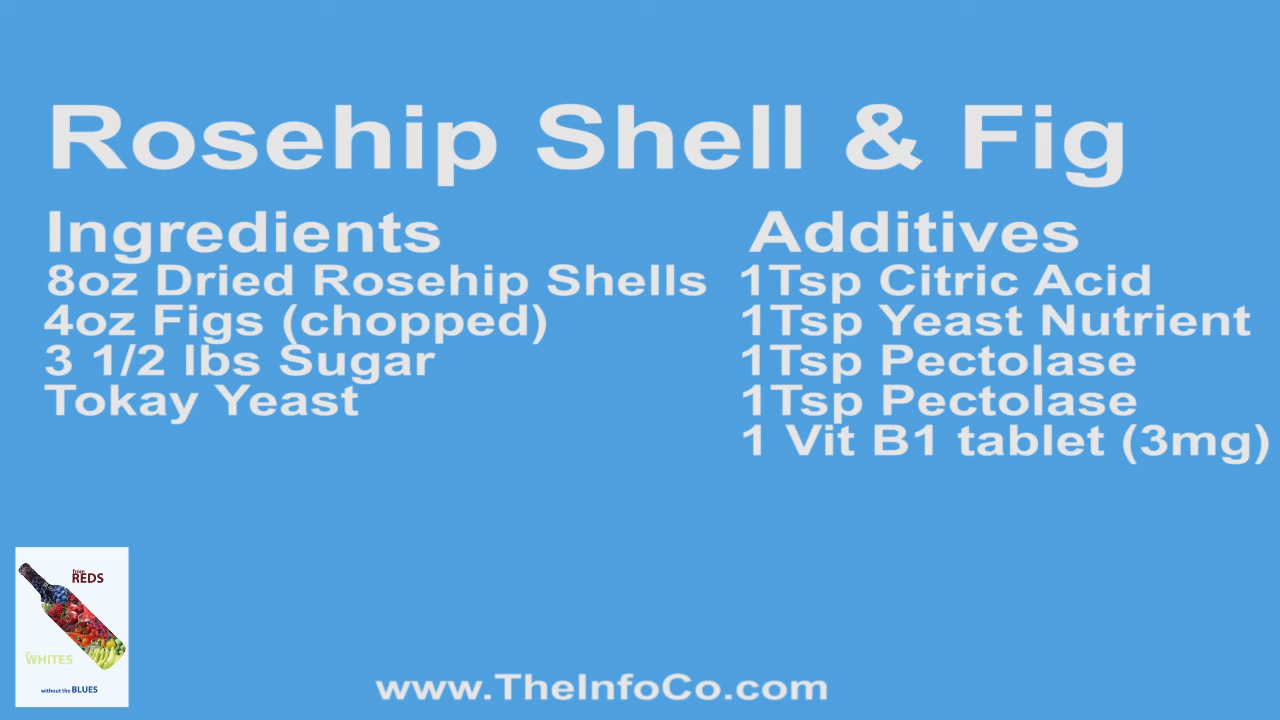 Rosehip Shell & Fig
Ingredients
8oz Dried Rosehip Shells
4oz Figs (chopped)
3 1/2 lbs Sugar
Tokay Yeast
Additives
1Tsp Citric Acid
1Tsp Yeast Nutrient
1Tsp Pectolase
1Tsp Pectolase
1 Vit B1 tablet (3mg)
from
REDS
WHITES
without the BLUES
www.TheInfoCo.com